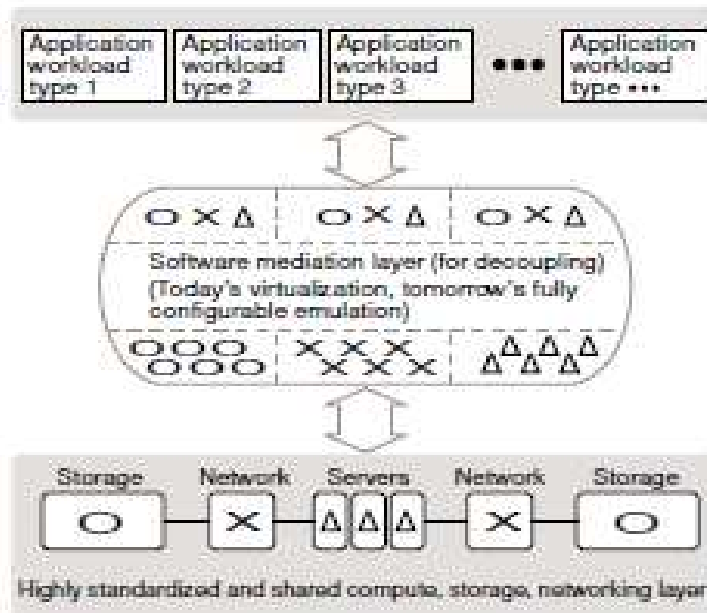 Application workload type 1
Application workload type 2
Application workload type 3
•••
Application workload type •••
O X Δ
O X Δ
O X Δ
Software mediation layer (for decoupling)
(Today's virtualization, tomorrow's fully
configurable emulation)
O O O X X X Δ Δ Δ
O O O X X X Δ Δ Δ
Storage Network Servers Network Storage
O X Δ Δ Δ X O
Highly standardized and shared compute, storage, networking layer